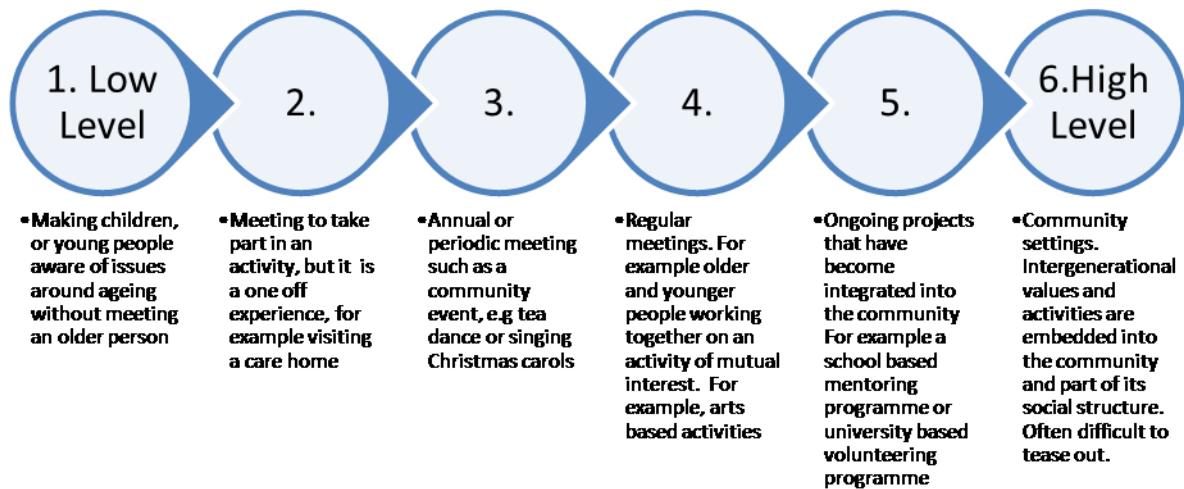 1. Low
Level
2.
3.
4.
5.
6.High
Level
•Making children,
or young people
aware of issues
around ageing
without meeting
an older person
•Meeting to take
part in an
activity, but it is
a one off
experience, for
example visiting
a care home
•Annual or
periodic meeting
such as a
community
event, e.g tea
dance or singing
Christmas carols
•Regular
meetings. For
example older
and younger
people working
together on an
activity of mutual
interest. For
example, arts
based activities
•Ongoing projects
that have
become
integrated into
the community
For example a
school based
mentoring
programme or
university based
volunteering
programme
•Community
settings.
Intergenerational
values and
activities are
embedded into
the community
and part of its
social structure.
Often difficult to
tease out.